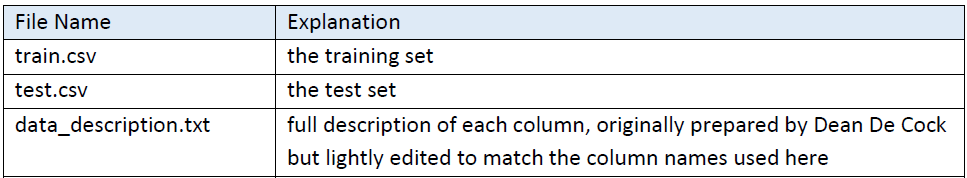 File Name Explanation
train.csv the training set
test.csv the test set
data_description.txt full description of each column, originally prepared by Dean De Cock
but lightly edited to match the column names used here